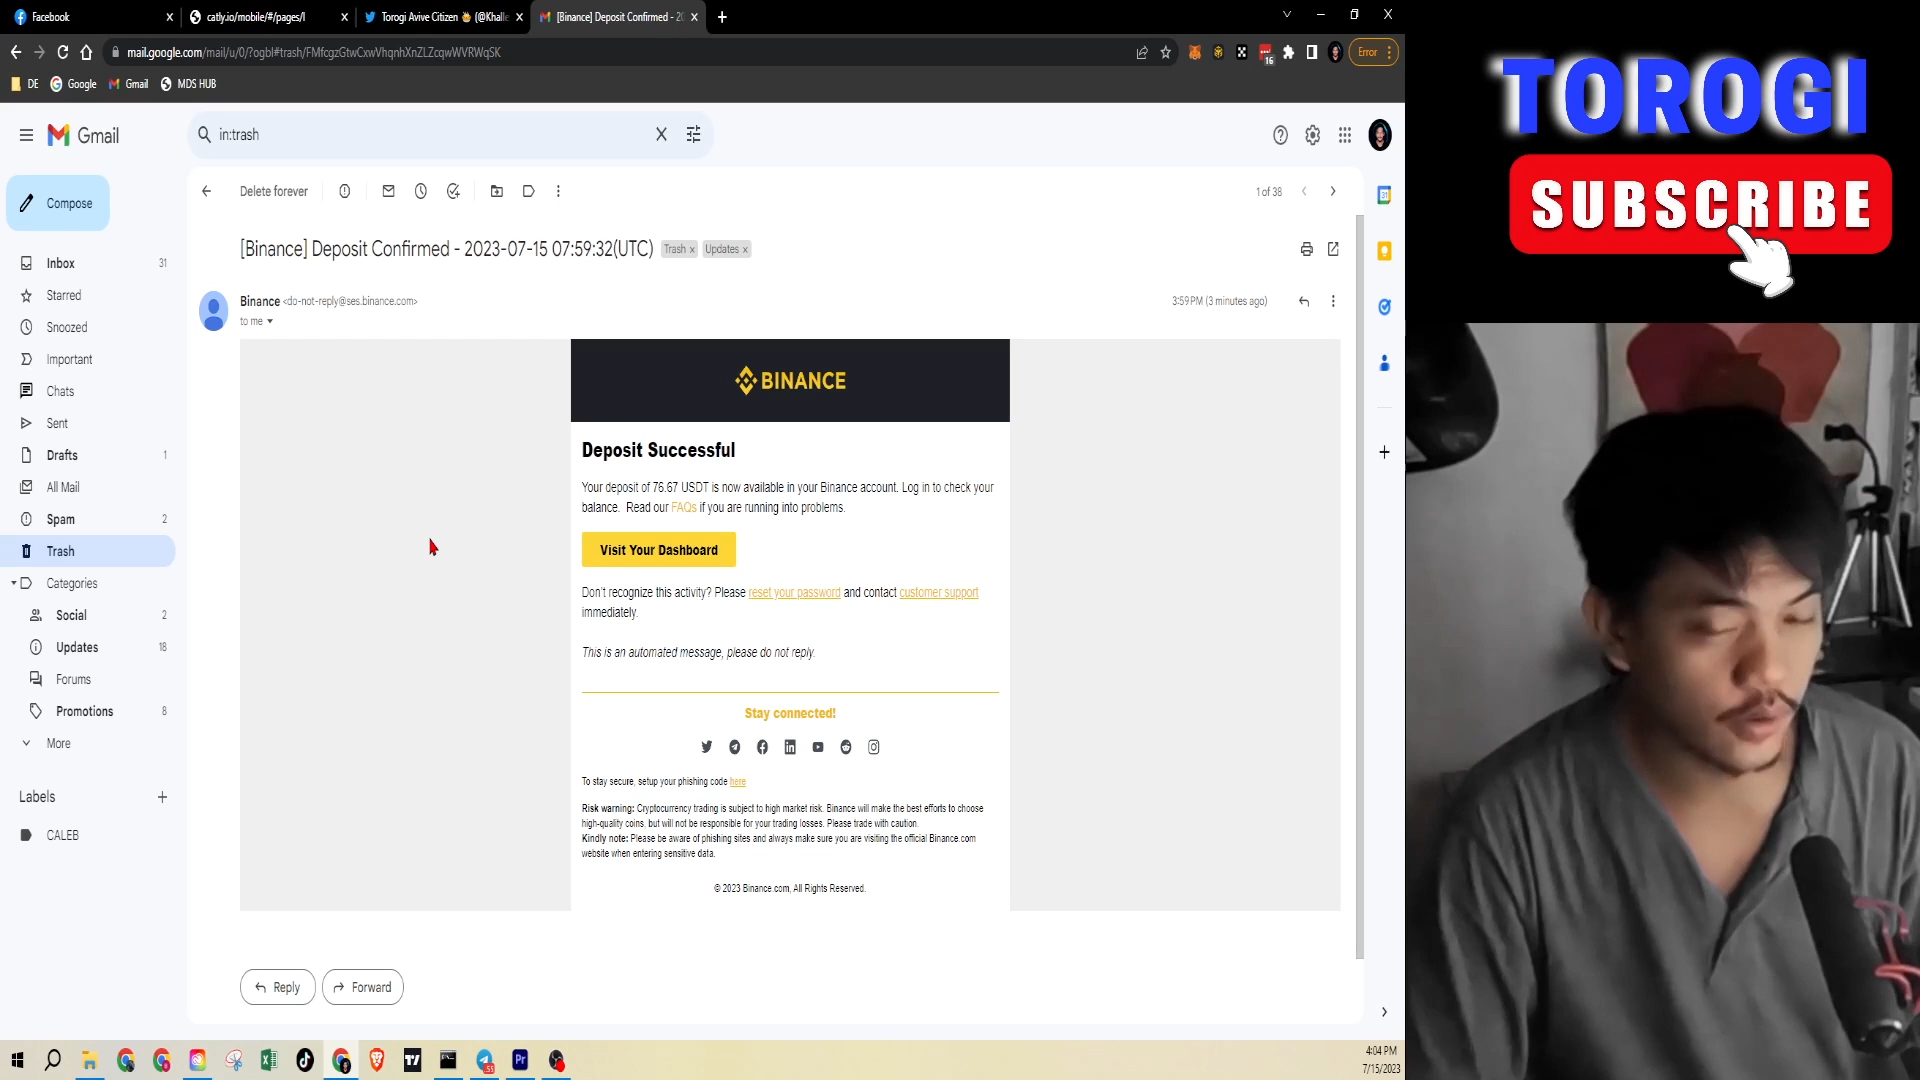 Facebook
catly.io/mobile/#/pages/l
Torogi Avive Citizen 🐣 (@Khalle
[Binance] Deposit Confirmed - 20
mail.google.com/mail/u/0/?ogbl#trash/FMfcgzGtwCxwVhqnhXnZLZcqwWVRWqSK
16
Error
DE
Google
Gmail
MDS HUB
TOROGI
SUBSCRIBE
Gmail
in:trash
Compose
Delete forever
1 of 38
31
Inbox 31
Starred
Snoozed
Important
Chats
Sent
Drafts 1
All Mail
Spam 2
Trash
Categories
Social 2
Updates 18
Forums
Promotions 8
More
Labels
CALEB
[Binance] Deposit Confirmed - 2023-07-15 07:59:32(UTC) Trash x Updates x
Binance <do-not-reply@ses.binance.com>
3:59 PM (3 minutes ago)
to me
BINANCE
Deposit Successful
Your deposit of 76.67 USDT is now available in your Binance account. Log in to check your
balance. Read our FAQs if you are running into problems.
Visit Your Dashboard
Don't recognize this activity? Please reset your password and contact customer support
immediately.
This is an automated message, please do not reply.
Stay connected!
To stay secure, setup your phishing code here
Risk warning: Cryptocurrency trading is subject to high market risk. Binance will make the best efforts to choose
high-quality coins, but will not be responsible for your trading losses. Please trade with caution.
Kindly note: Please be aware of phishing sites and always make sure you are visiting the official Binance.com
website when entering sensitive data.
© 2023 Binance.com, All Rights Reserved.
Reply
Forward
Pr
55
4:04 PM
7/15/2023